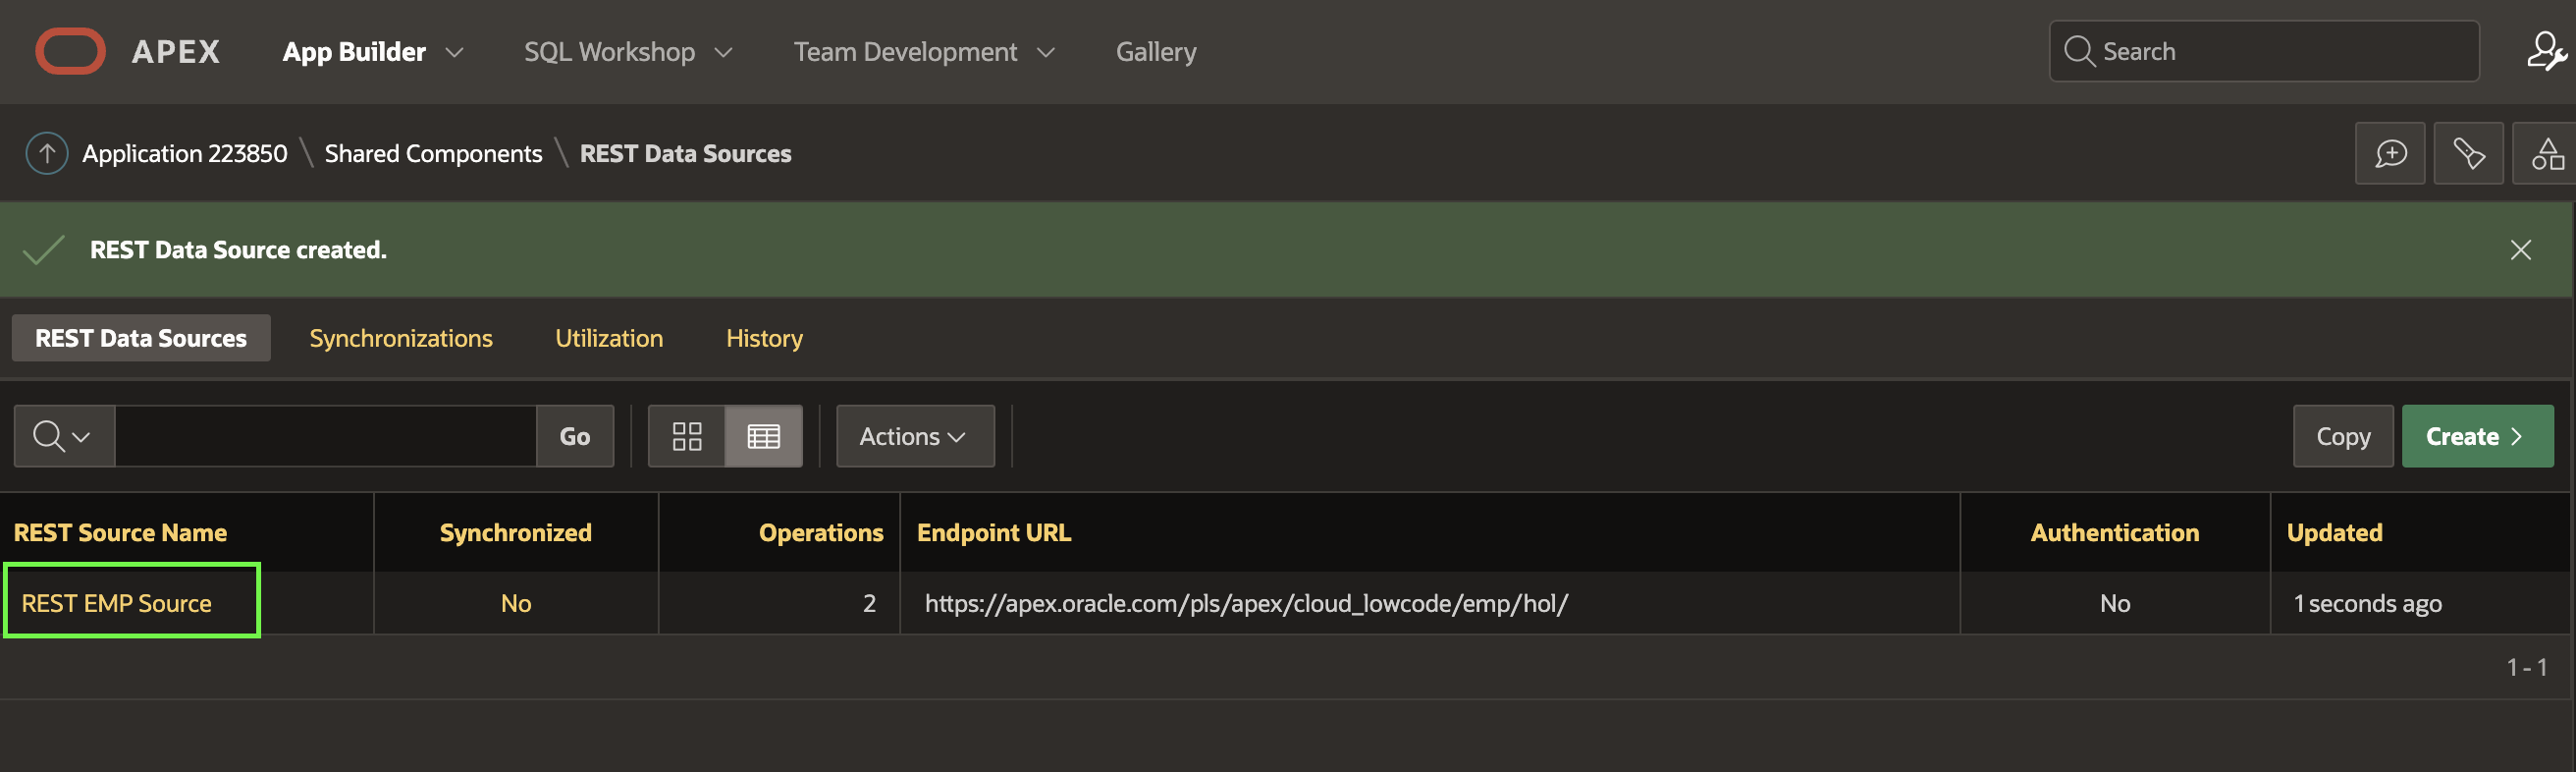 APEX App Builder SQL Workshop Team Development Gallery Search
Application 223850 \ Shared Components \ REST Data Sources
REST Data Source created.
REST Data Sources Synchronizations Utilization History
Go Actions Copy Create
REST Source Name Synchronized Operations Endpoint URL Authentication Updated
REST EMP Source No 2 https://apex.oracle.com/pls/apex/cloud_lowcode/emp/hol/ No 1 seconds ago
1 - 1